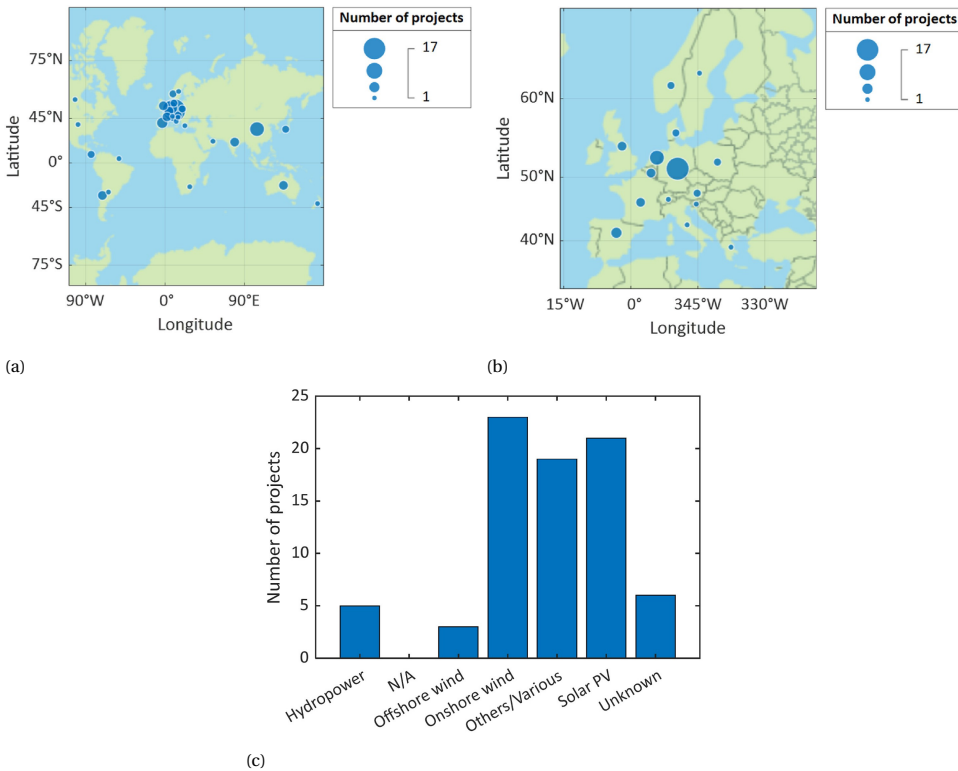 Number of projects
17
1
75°N
45°N
0°
45°S
75°S
Latitude
90°W 0° 90°E
Longitude
(a)
Number of projects
17
1
60°N
50°N
40°N
Latitude
15°W 0° 345°W 330°W
Longitude
(b)
25
20
15
10
5
0
Number of projects
Hydropower
N/A
Offshore wind
Onshore wind
Others/Various
Solar PV
Unknown
(c)